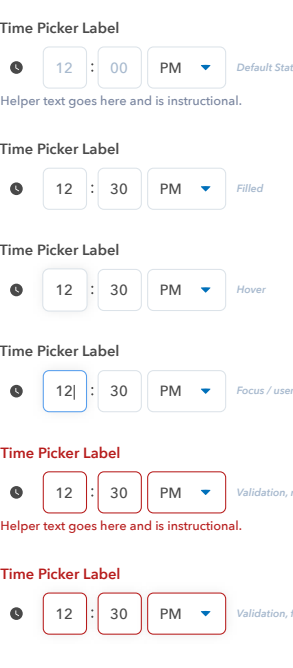 Time Picker Label
12 : 00 PM Default
Helper text goes here and is instructional.
Time Picker Label
12 : 30 PM Filled
Time Picker Label
12 : 30 PM Hover
Time Picker Label
12 : 30 PM Focus / user
Time Picker Label
12 : 30 PM Validation,
Helper text goes here and is instructional.
Time Picker Label
12 : 30 PM Validation,